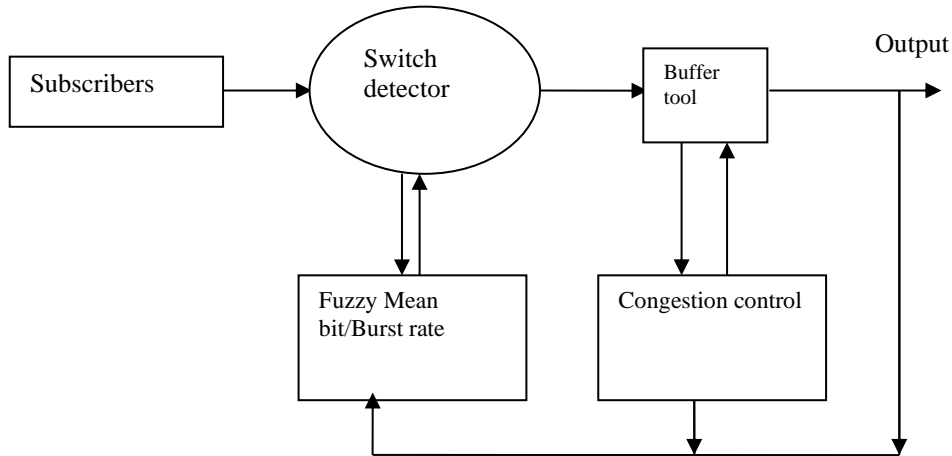 Output
Subscribers
Switch
detector
Buffer
tool
Fuzzy Mean
bit/Burst rate
Congestion control